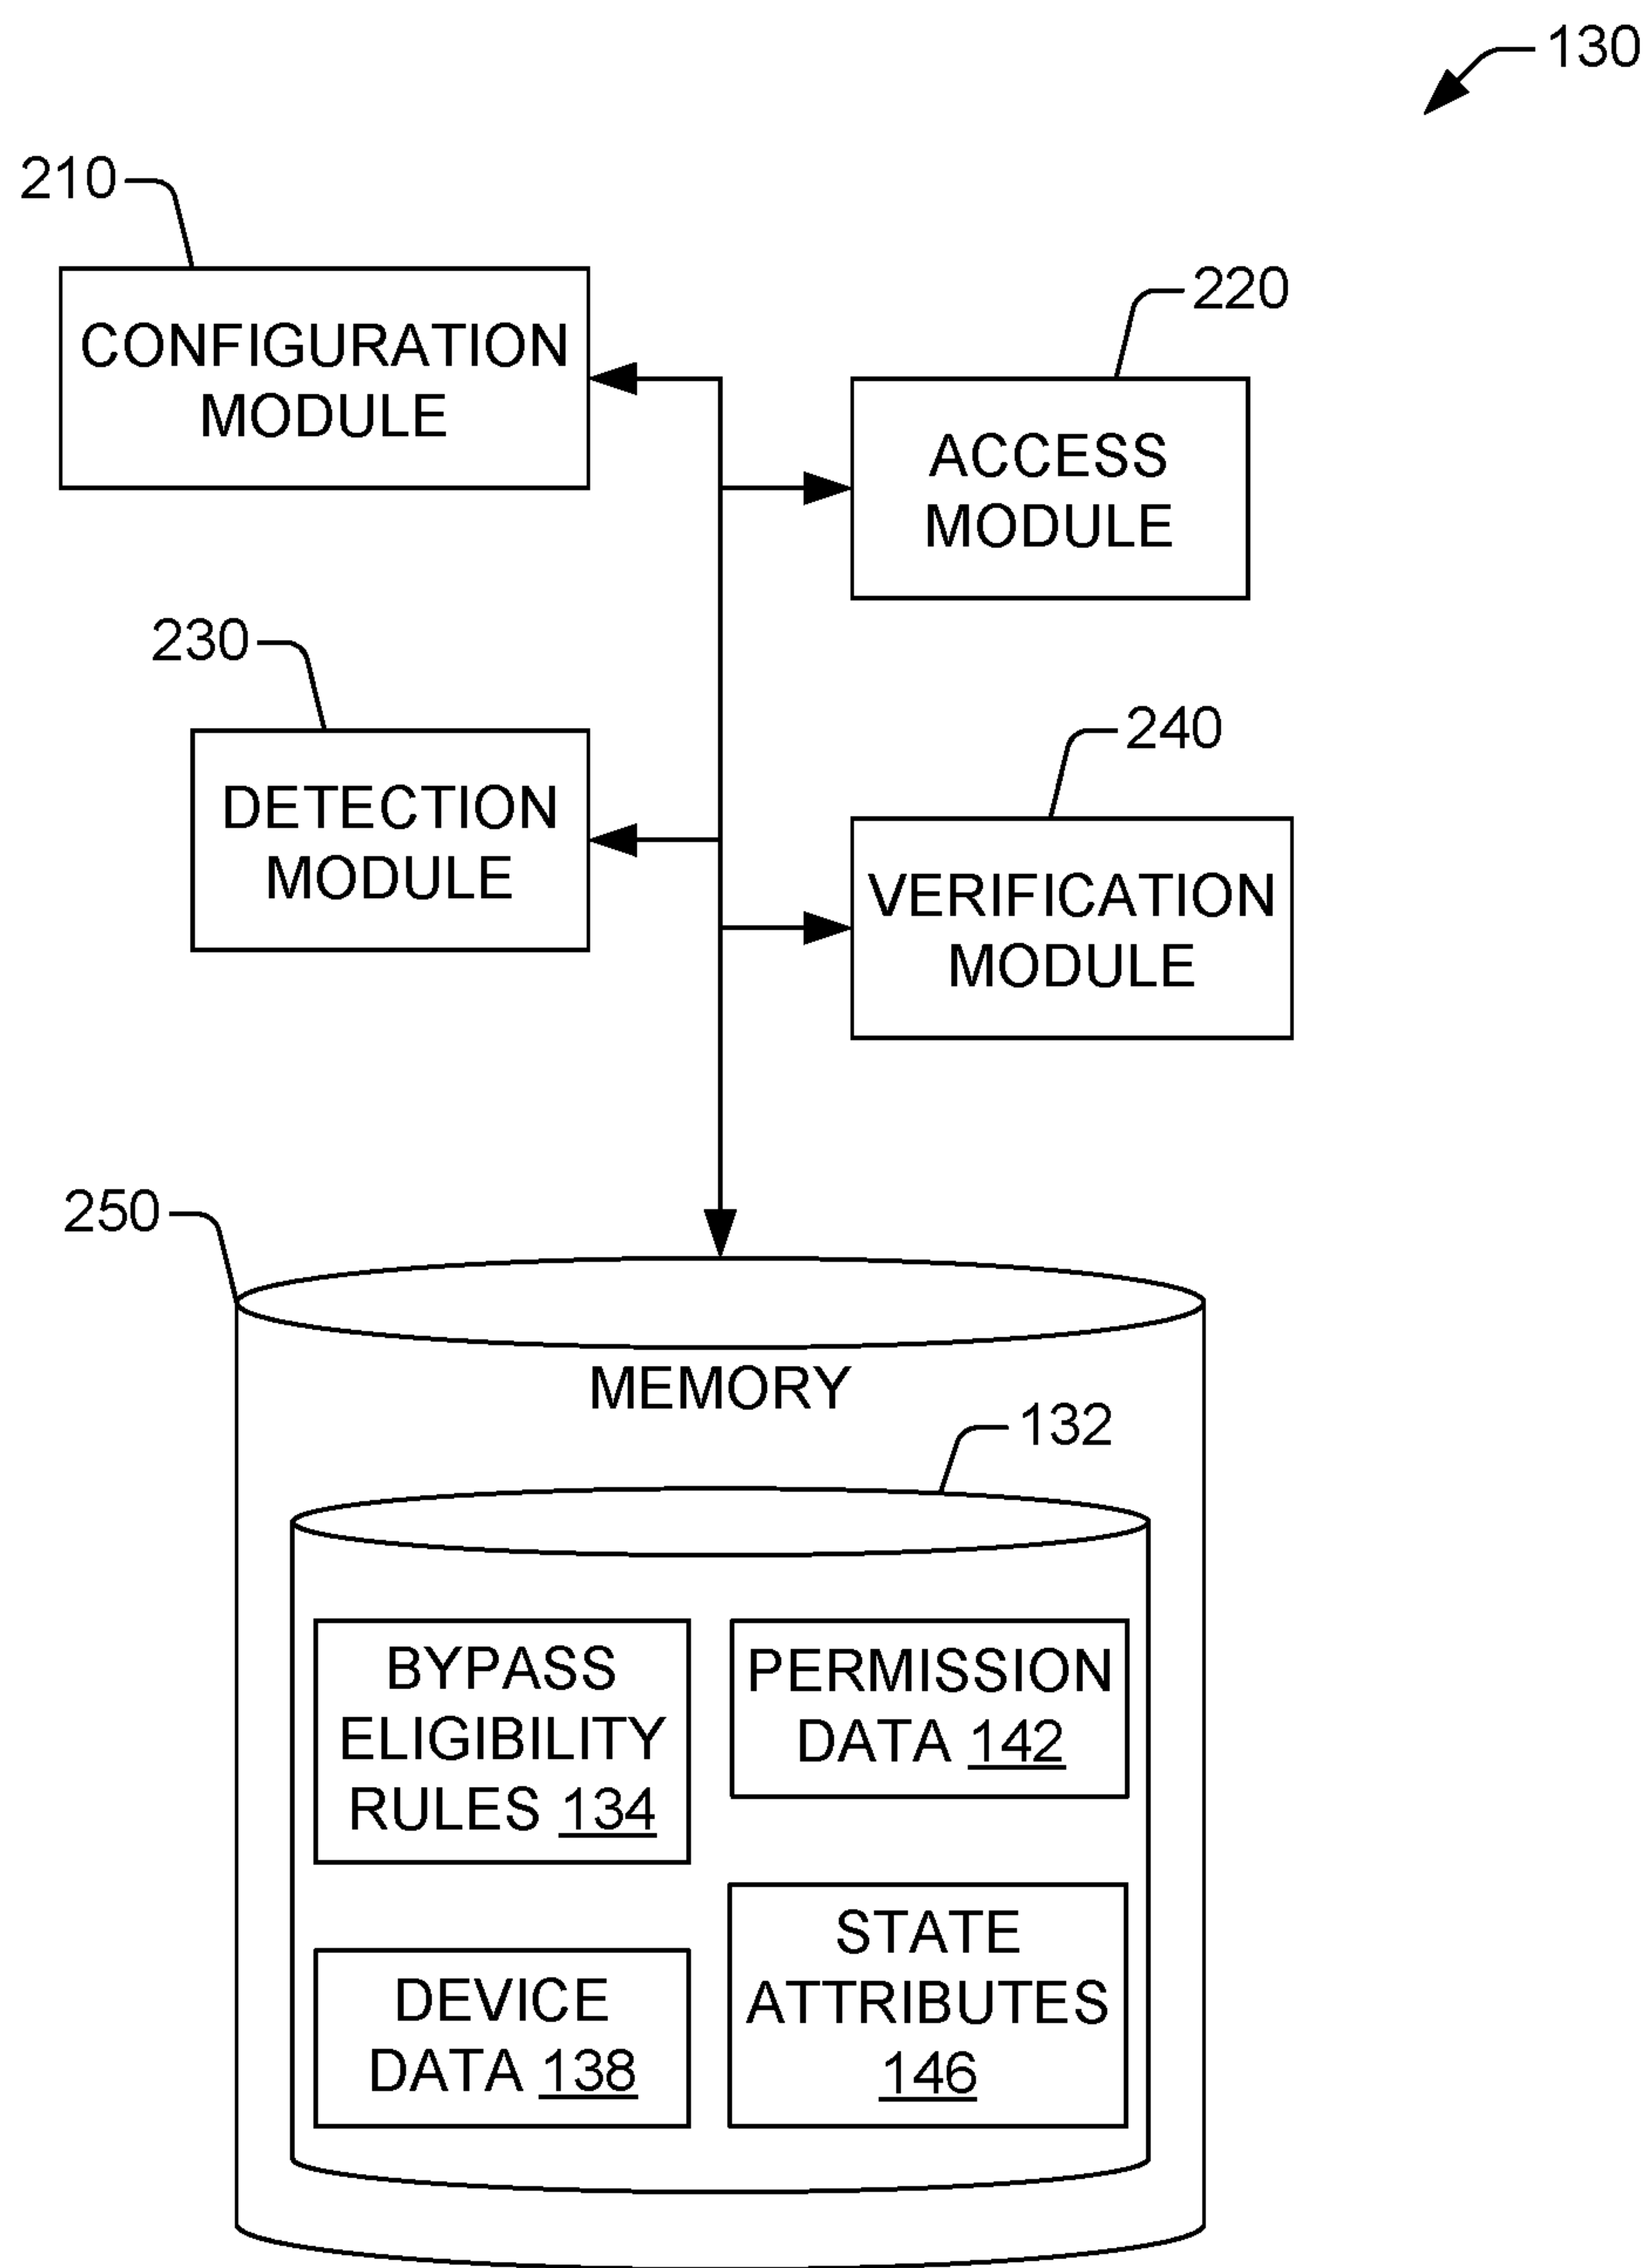 130
210
CONFIGURATION
MODULE
220
ACCESS
MODULE
230
DETECTION
MODULE
240
VERIFICATION
MODULE
250
MEMORY
132
BYPASS
ELIGIBILITY
RULES 134
PERMISSION
DATA 142
DEVICE
DATA 138
STATE
ATTRIBUTES
146